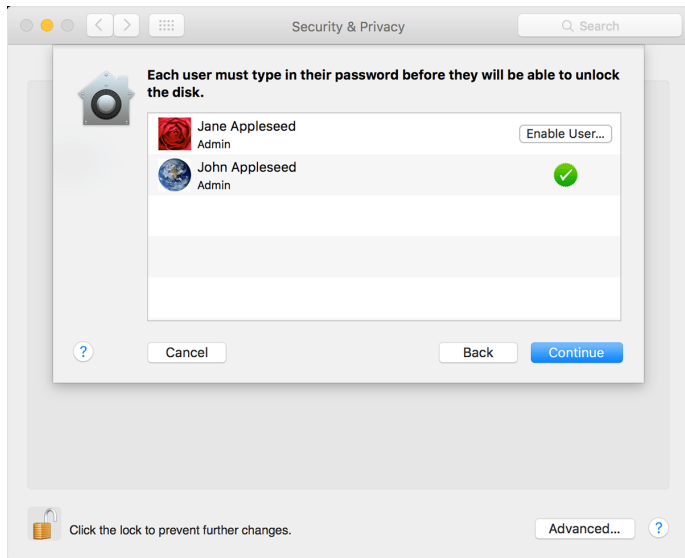 Security & Privacy
Search
Each user must type in their password before they will be able to unlock
the disk.
Jane Appleseed
Admin
Enable User...
John Appleseed
Admin
?
Cancel
Back
Continue
Click the lock to prevent further changes.
Advanced...
?